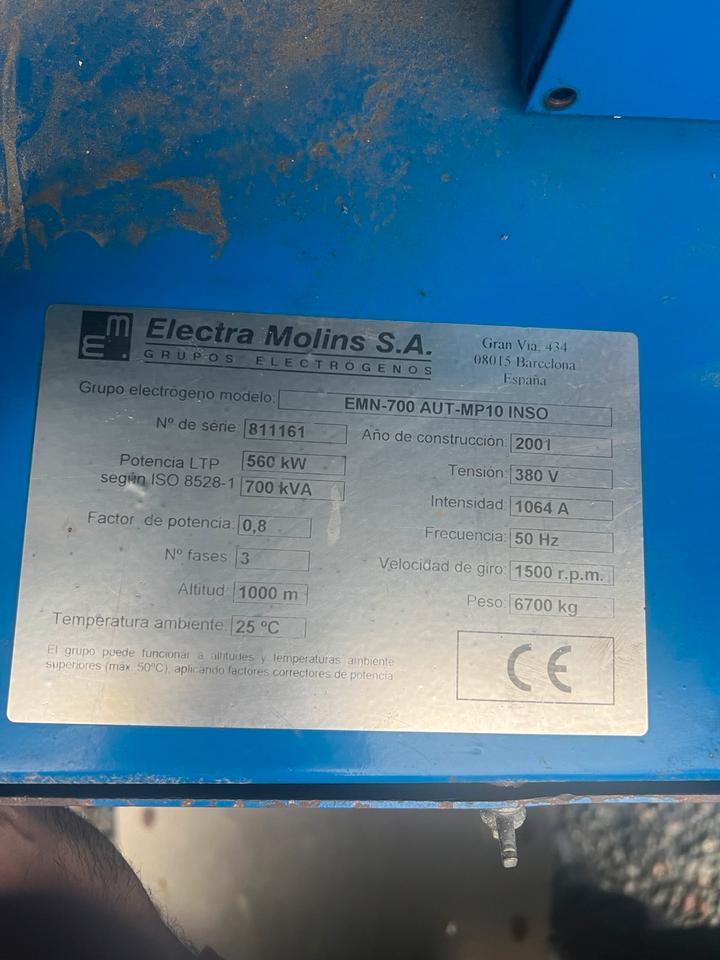 m
E.
Electra Molins S.A.
GRUPOS ELECTRÓGENOS
Gran Via, 434
08015 Barcelona
España
Grupo electrógeno modelo: EMN-700 AUT-MP10 INSO
Nº de série: 811161
Año de construcción: 2001
Potencia LTP
según ISO 8528-1
560 kW
700 kVA
Tensión: 380 V
Intensidad: 1064 A
Factor de potencia: 0,8
Frecuencia: 50 Hz
Nº fases: 3
Velocidad de giro: 1500 r.p.m.
Altitud: 1000 m
Peso: 6700 kg
Temperatura ambiente: 25 ºC
El grupo puede funcionar a altitudes y temperaturas ambiente
superiores (max. 50ºC), aplicando factores correctores de potencia
CE